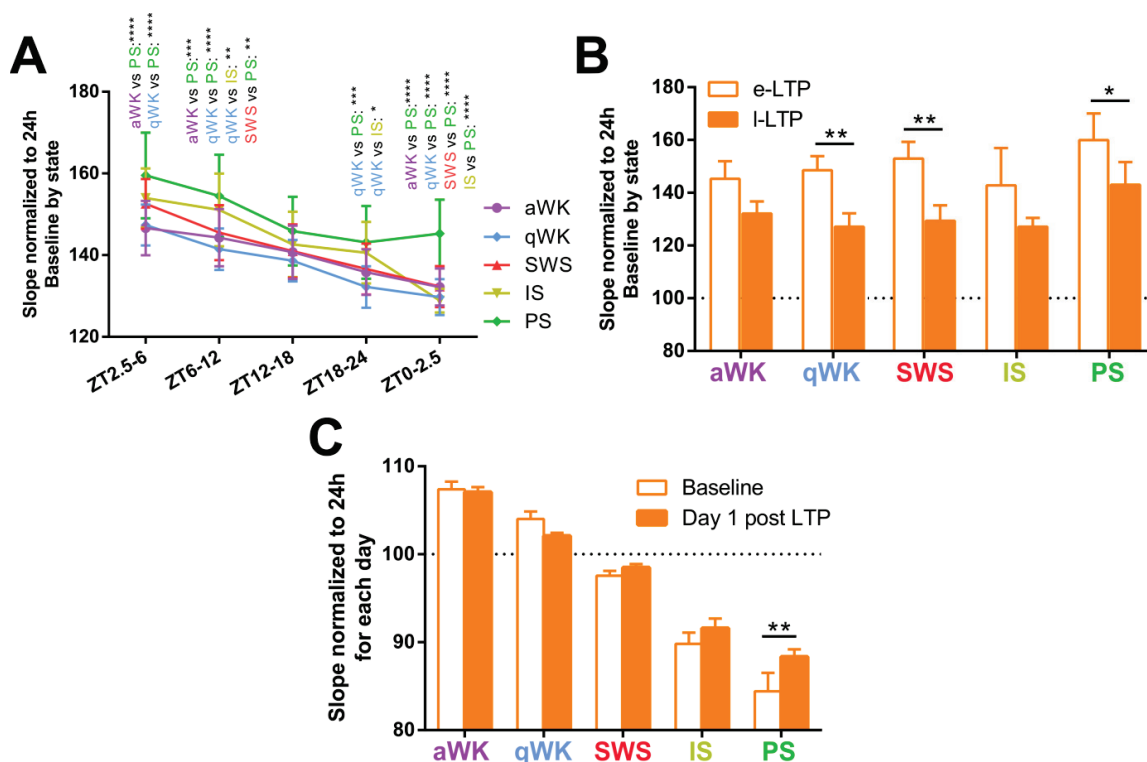 A
aWK vs PS:****
qWK vs PS: ****
aWK vs PS:***
qWK vs PS: ****
qWK vs IS: **
SWS vs PS: **
qWK vs PS: ***
qWK vs IS: *
aWK vs PS:****
qWK vs PS: ****
SWS vs PS: ****
IS vs PS: ****
Slope normalized to 24h
Baseline by state
180
160
140
120
ZT2.5-6
ZT6-12
ZT12-18
ZT18-24
ZT0-2.5
aWK
qWK
SWS
IS
PS
B
Slope normalized to 24h
Baseline by state
180
160
140
120
100
80
e-LTP
l-LTP
**
**
*
aWK qWK SWS IS PS
C
Slope normalized to 24h
for each day
110
100
90
80
Baseline
Day 1 post LTP
**
aWK qWK SWS IS PS